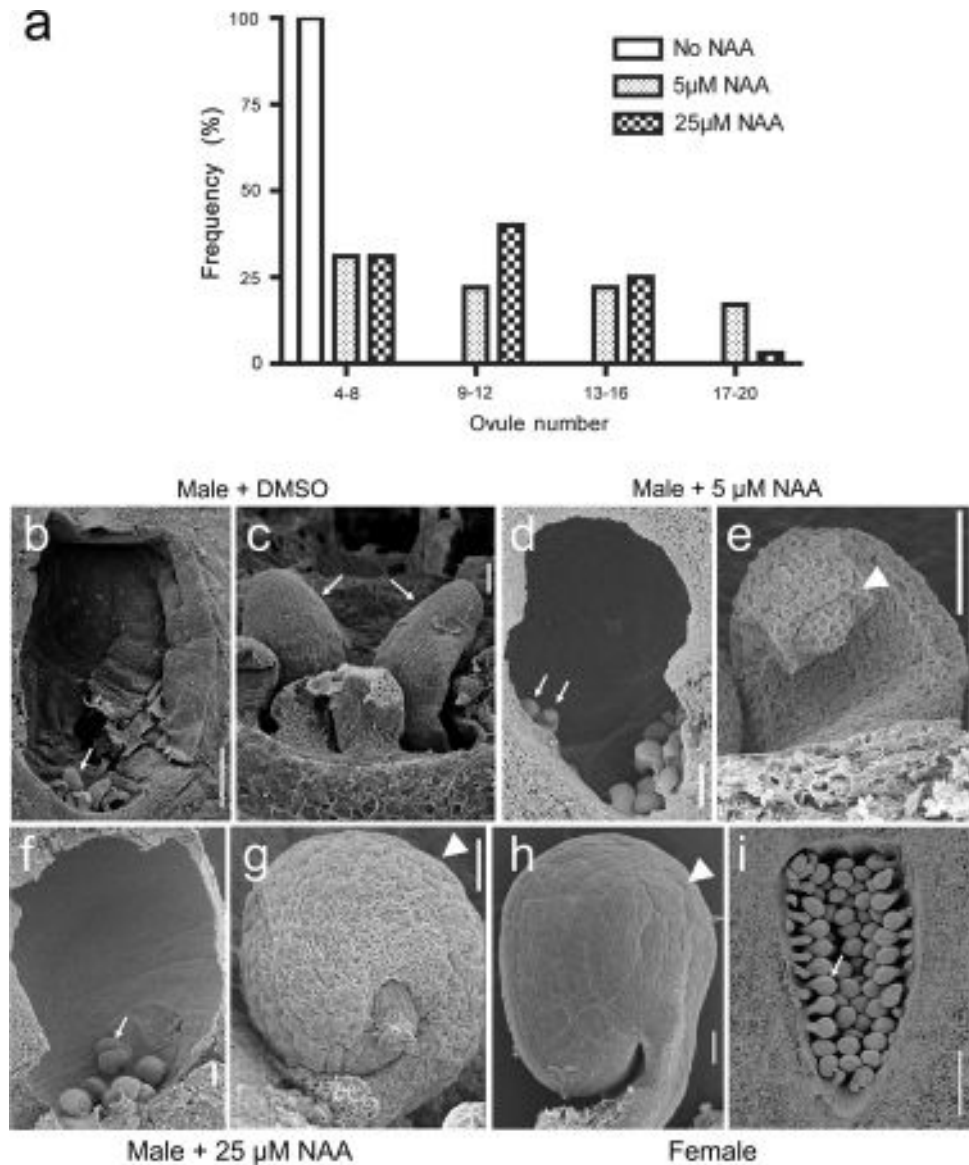 a
100
75
50
25
0
Frequency (%)
No NAA
5µM NAA
25µM NAA
4-8
9-12
13-16
17-20
Ovule number
Male + DMSO
Male + 5 µM NAA
b
c
d
e
f
g
h
i
Male + 25 µM NAA
Female